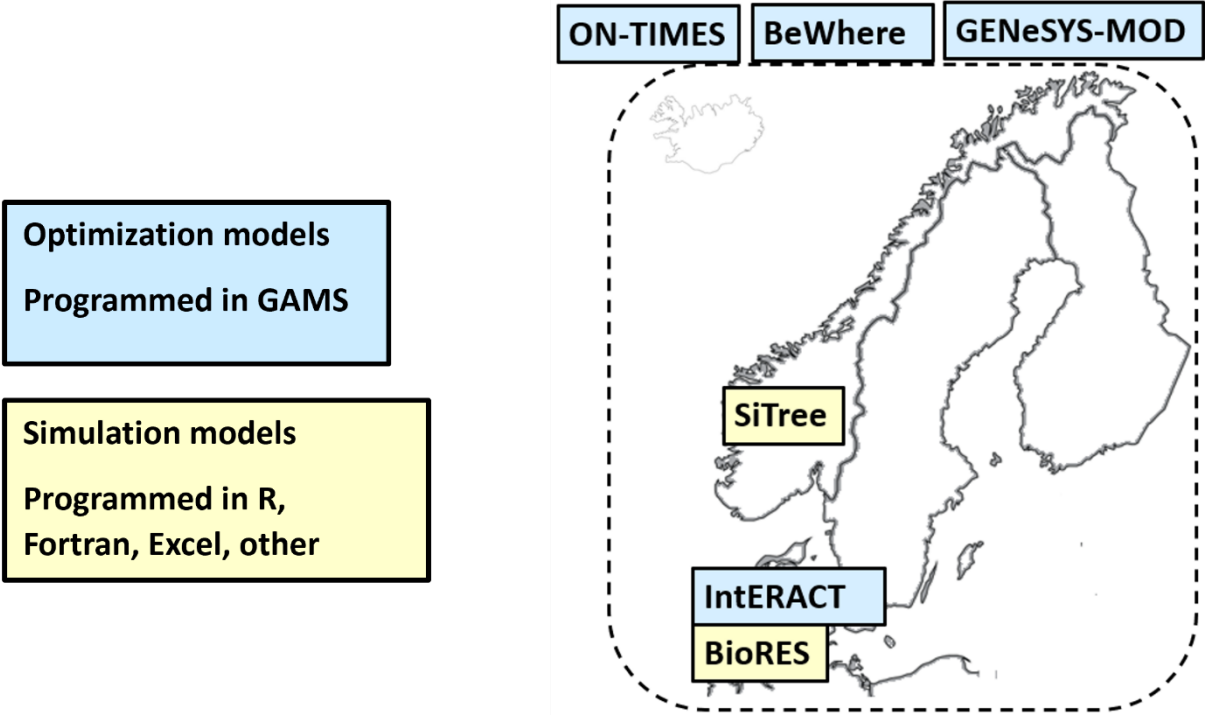 ON-TIMES
BeWhere
GENeSYS-MOD
Optimization models
Programmed in GAMS
Simulation models
Programmed in R,
Fortran, Excel, other
SiTree
IntERACT
BioRES